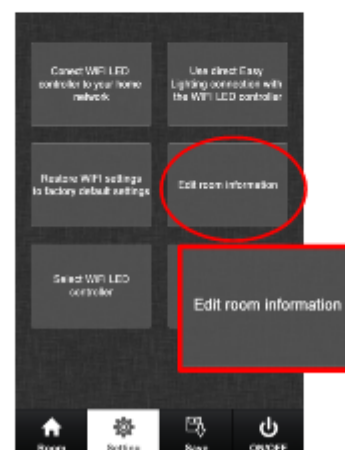 Conect WIFI LED
controller to your home
network
Use direct Easy
Lighting connection with
the WIFI LED controller
Restore WIFI settings
to factory default settings
Edit room information
Select WIFI LED
controller
Edit room information
Room
Setting
Save
ON/OFF